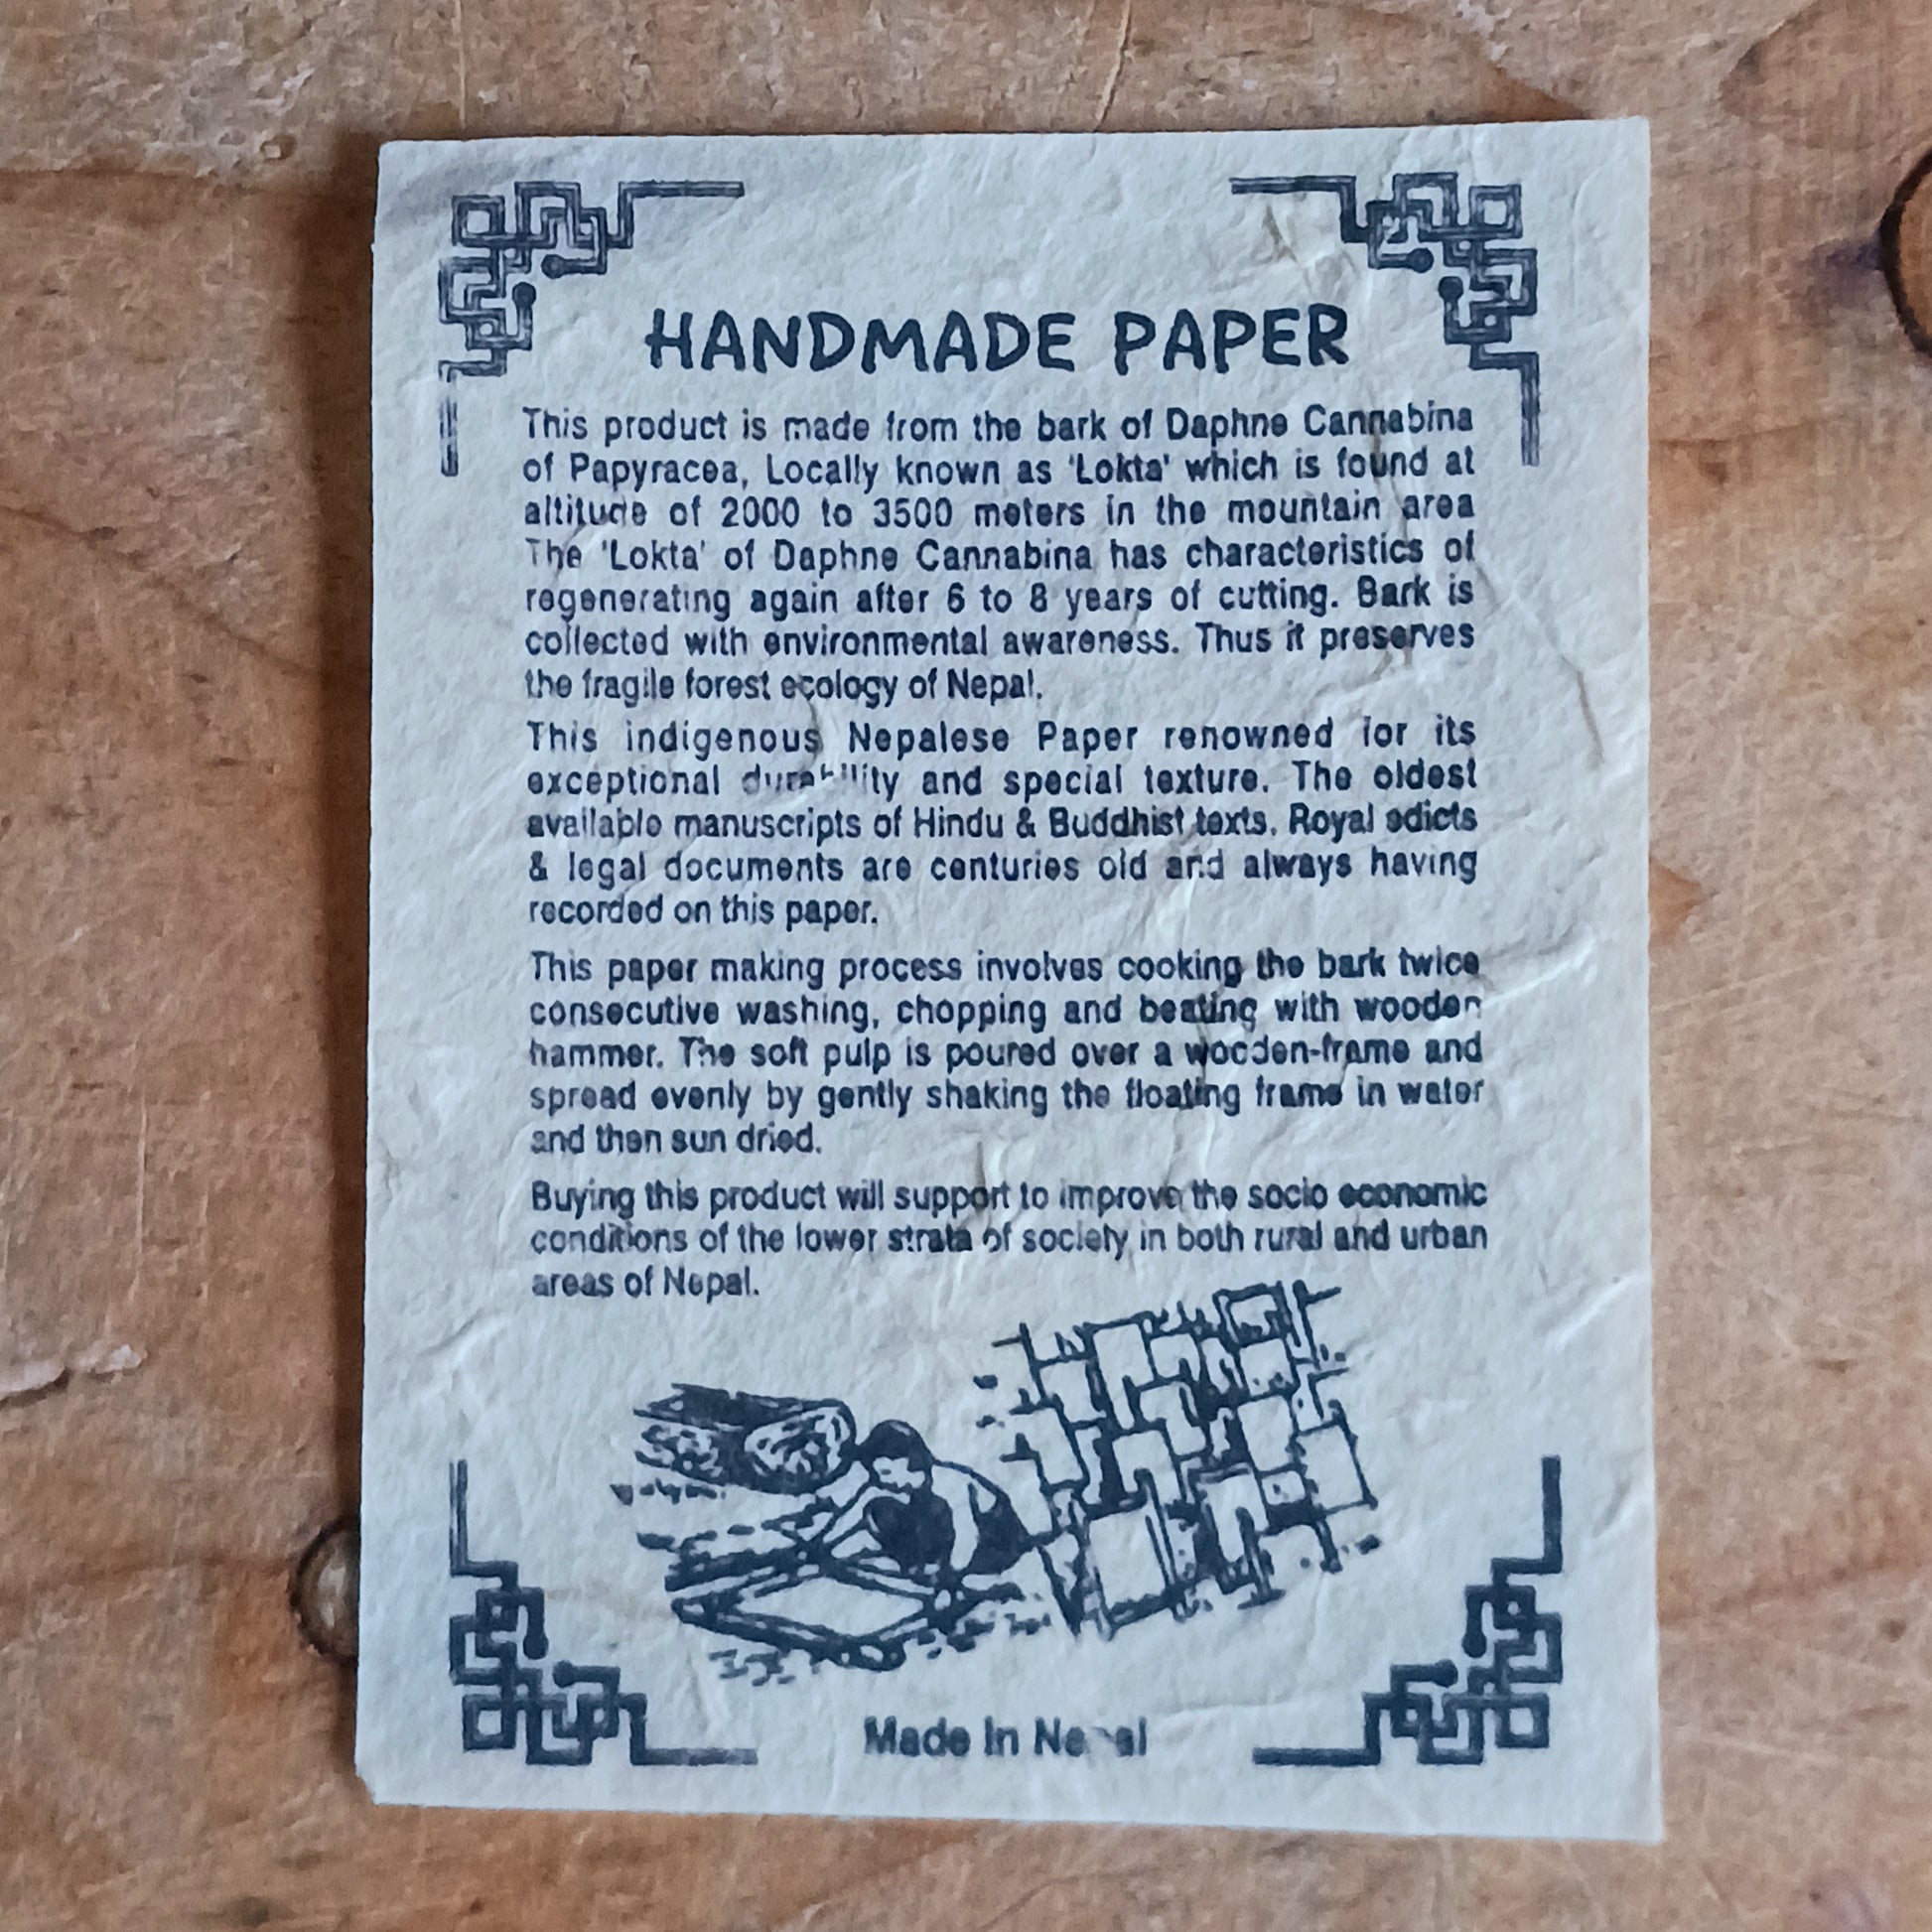 HANDMADE PAPER
This product is made from the bark of Daphne Cannabina
of Papyracea, Locally known as 'Lokta' which is found at
altitude of 2000 to 3500 meters in the mountain area
The 'Lokta' of Daphne Cannabina has characteristics of
regenerating again after 6 to 8 years of cutting. Bark is
collected with environmental awareness. Thus it preserves
the fragile forest ecology of Nepal.
This indigenous Nepalese Paper renowned for its
exceptional durability and special texture. The oldest
available manuscripts of Hindu & Buddhist texts, Royal edicts
& legal documents are centuries old and always having
recorded on this paper.
This paper making process involves cooking the bark twice
consecutive washing, chopping and beating with wooden
hammer. The soft pulp is poured over a wooden-frame and
spread evenly by gently shaking the floating frame in water
and then sun dried.
Buying this product will support to improve the socio economic
conditions of the lower strata of society in both rural and urban
areas of Nepal.
Made In Nepal